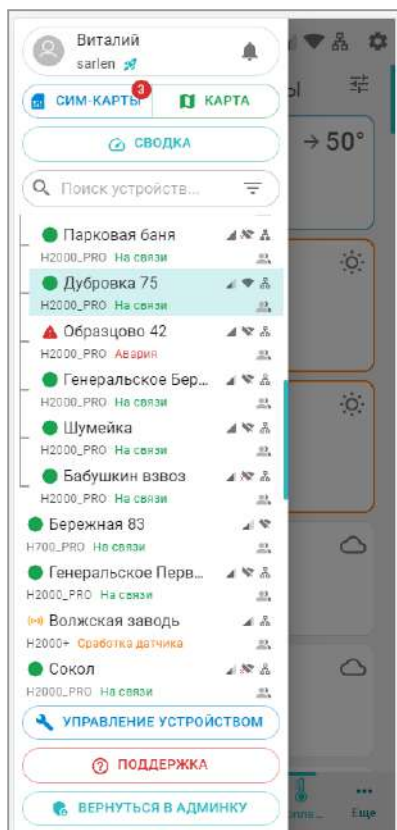 Виталий
sarlen
3
СИМ-КАРТЫ
КАРТА
СВОДКА
→ 50°
Поиск устройств...
Парковая баня
H2000_PRO На связи
Дубровка 75
H2000_PRO На связи
Образцово 42
H2000_PRO Авария
Генеральское Бер...
H2000_PRO На связи
Шумейка
H2000_PRO На связи
Бабушкин взвоз
H2000_PRO На связи
Бережная 83
H700_PRO На связи
Генеральское Перв...
H2000_PRO На связи
Волжская заводь
H2000+ Сработка датчика
Сокол
H2000_PRO На связи
УПРАВЛЕНИЕ УСТРОЙСТВОМ
ПОДДЕРЖКА
ВЕРНУТЬСЯ В АДМИНКУ
Еще